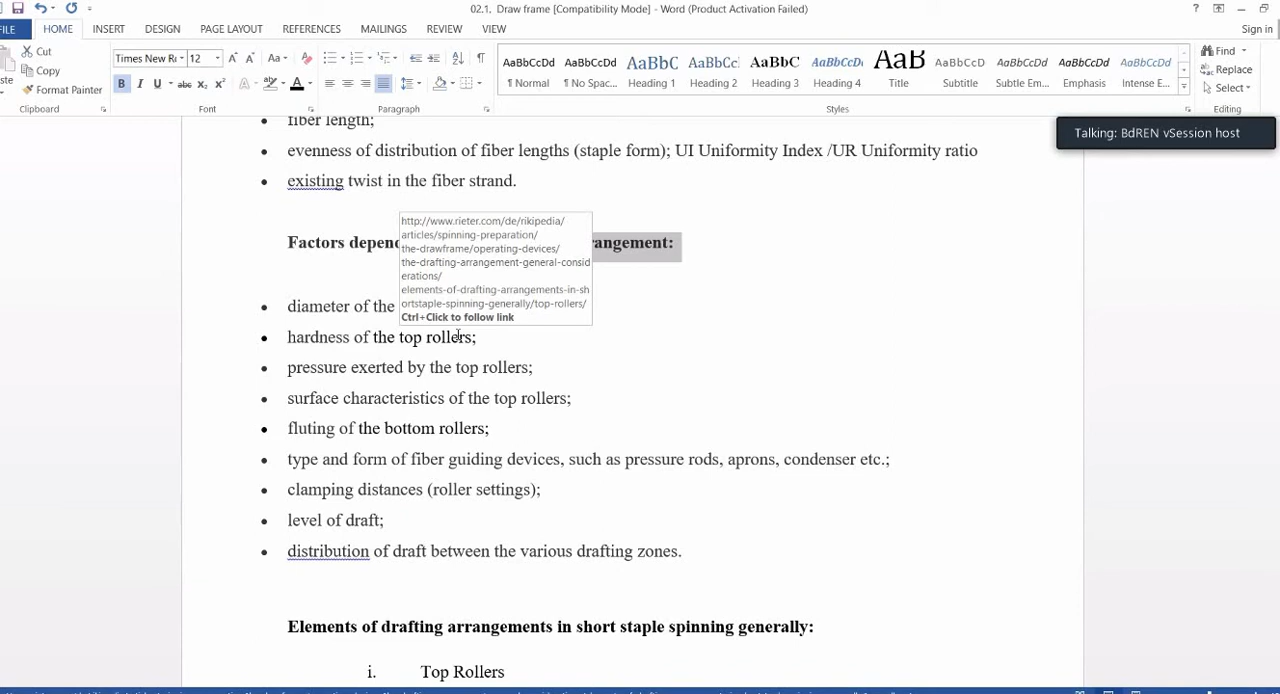 02.1. Draw frame [Compatibility Mode] - Word (Product Activation Failed)
FILE HOME INSERT DESIGN PAGE LAYOUT REFERENCES MAILINGS REVIEW VIEW Sign in
Cut
Copy
Format Painter
Clipboard
Times New Ro 12 Aa
B I U abc X₂ X² A A
Font
Paragraph
AaBbCcDd AaBbCcDd AaBbC AaBbCc AaBbC AaBbCcDd AaB AaBbCcDd AaBbCcDd AaBbCcDd AaBbCcDd
¶ Normal ¶ No Spac... Heading 1 Heading 2 Heading 3 Heading 4 Title Subtitle Subtle Em... Emphasis Intense E...
Styles
Find
Replace
Select
Editing
Talking: BdREN vSession host
fiber length;
evenness of distribution of fiber lengths (staple form); UI Uniformity Index /UR Uniformity ratio
existing twist in the fiber strand.
http://www.rieter.com/de/rikipedia/
articles/spinning-preparation/
the-drawframe/operating-devices/
the-drafting-arrangement-general-consid
erations/
elements-of-drafting-arrangements-in-sh
ortstaple-spinning-generally/top-rollers/
Ctrl+Click to follow link
Factors depend rangement:
diameter of the
hardness of the top rollers;
pressure exerted by the top rollers;
surface characteristics of the top rollers;
fluting of the bottom rollers;
type and form of fiber guiding devices, such as pressure rods, aprons, condenser etc.;
clamping distances (roller settings);
level of draft;
distribution of draft between the various drafting zones.
Elements of drafting arrangements in short staple spinning generally:
i. Top Rollers